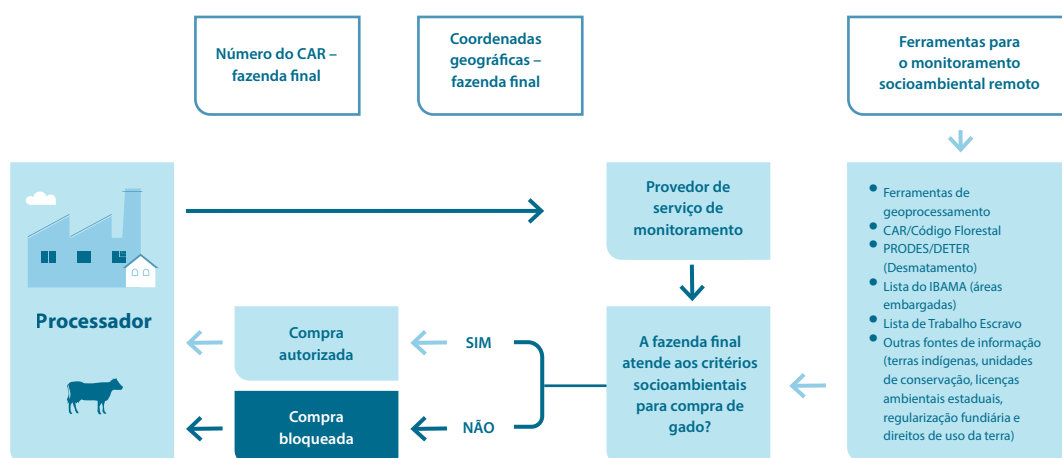 Número do CAR –
fazenda final
Coordenadas
geográficas –
fazenda final
Ferramentas para
o monitoramento
socioambiental remoto
Processador
Provedor de
serviço de
monitoramento
Compra
autorizada
SIM
Compra
bloqueada
NÃO
A fazenda final
atende aos critérios
socioambientais
para compra de
gado?
• Ferramentas de
geoprocessamento
• CAR/Código Florestal
• PRODES/DETER
(Desmatamento)
• Lista do IBAMA (áreas
embargadas)
• Lista de Trabalho Escravo
• Outras fontes de informação
(terras indígenas, unidades
de conservação, licenças
ambientais estaduais,
regularização fundiária e
direitos de uso da terra)